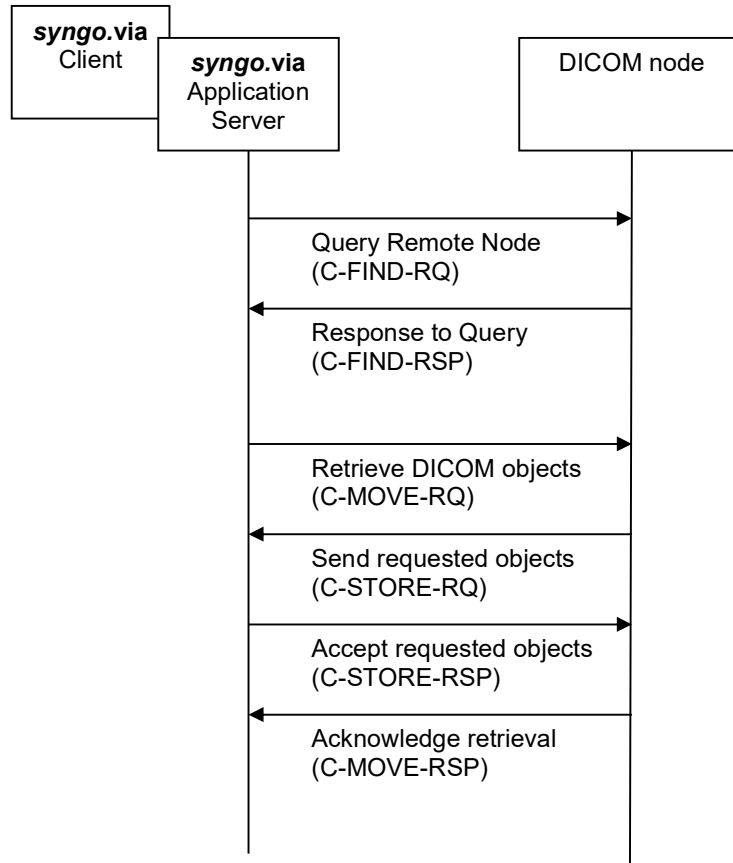 syngo.via
Client
syngo.via
Application
Server
DICOM node
Query Remote Node
(C-FIND-RQ)
Response to Query
(C-FIND-RSP)
Retrieve DICOM objects
(C-MOVE-RQ)
Send requested objects
(C-STORE-RQ)
Accept requested objects
(C-STORE-RSP)
Acknowledge retrieval
(C-MOVE-RSP)